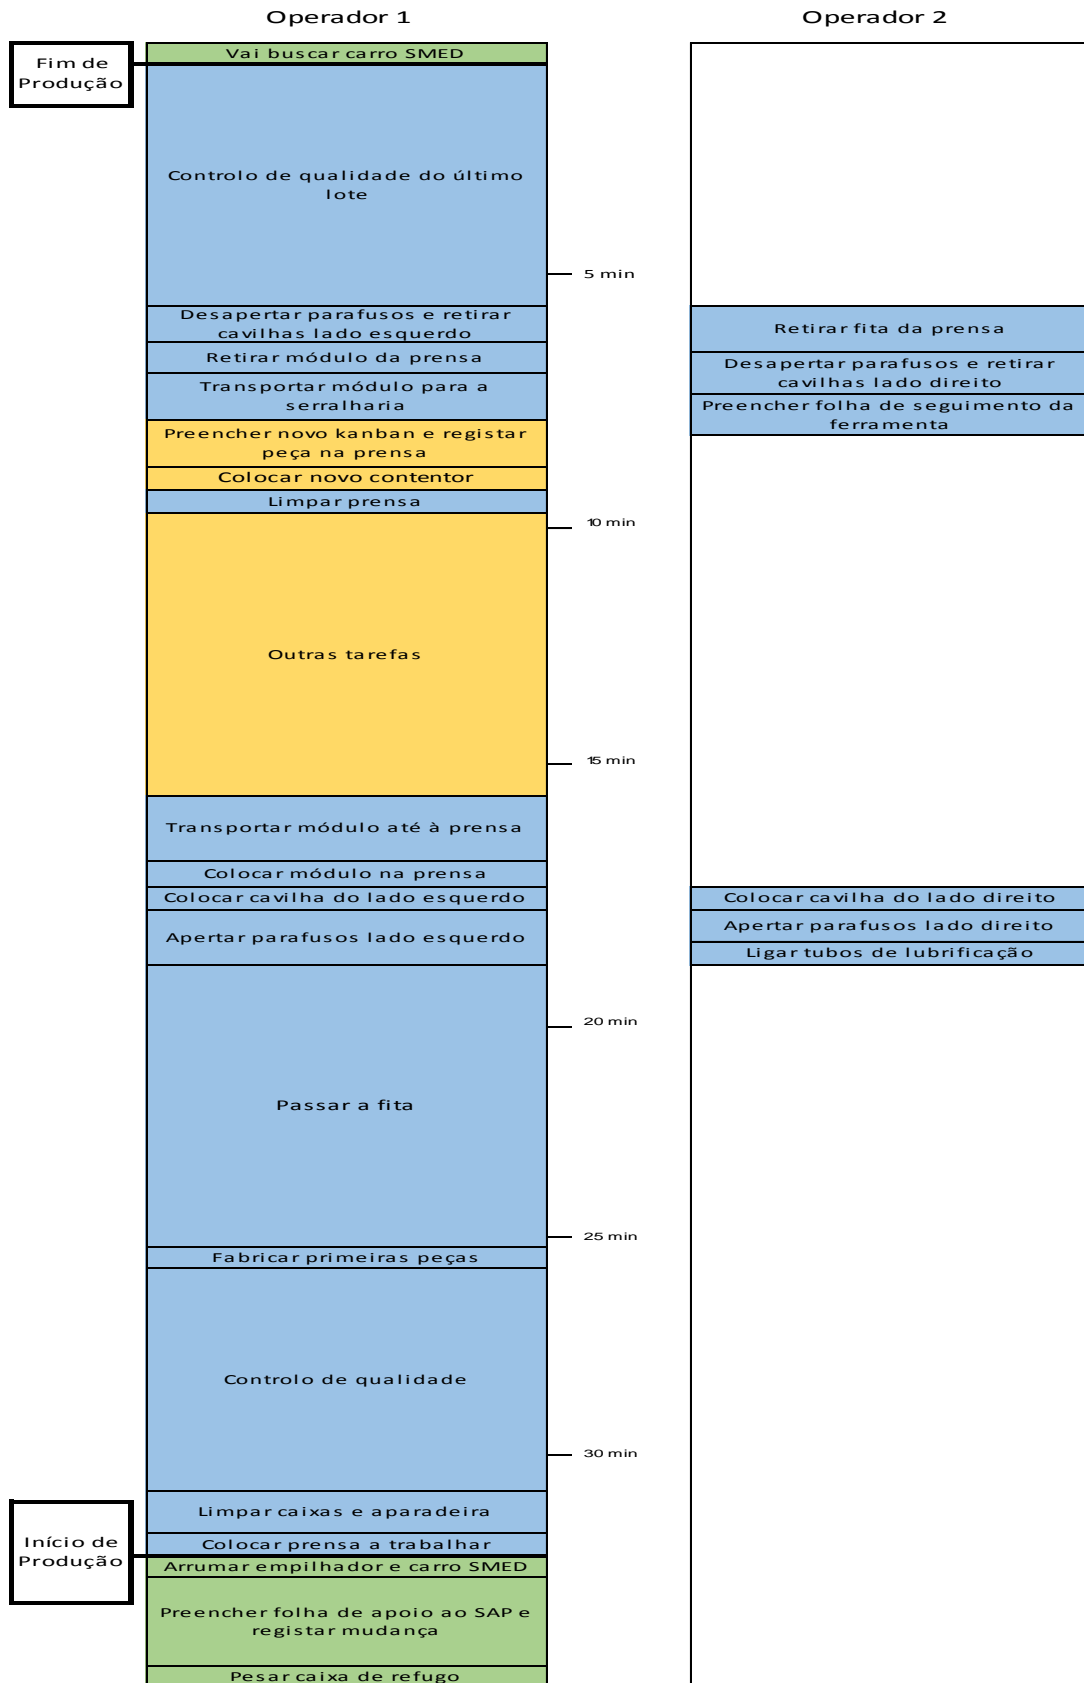 Operador 1
Operador 2
Vai buscar carro SMED
Fim de
Produção
Controlo de qualidade do último
lote
5 min
Desapertar parafusos e retirar
cavilhas lado esquerdo
Retirar fita da prensa
Retirar módulo da prensa
Desapertar parafusos e retirar
cavilhas lado direito
Transportar módulo para a
serralharia
Preencher folha de seguimento da
ferramenta
Preencher novo kanban e registar
peça na prensa
Colocar novo contentor
Limpar prensa
10 min
Outras tarefas
15 min
Transportar módulo até à prensa
Colocar módulo na prensa
Colocar cavilha do lado esquerdo
Colocar cavilha do lado direito
Apertar parafusos lado esquerdo
Apertar parafusos lado direito
Ligar tubos de lubrificação
20 min
Passar a fita
25 min
Fabricar primeiras peças
Controlo de qualidade
30 min
Limpar caixas e aparadeira
Colocar prensa a trabalhar
Início de
Produção
Arrumar empilhador e carro SMED
Preencher folha de apoio ao SAP e
registar mudança
Pesar caixa de refugo